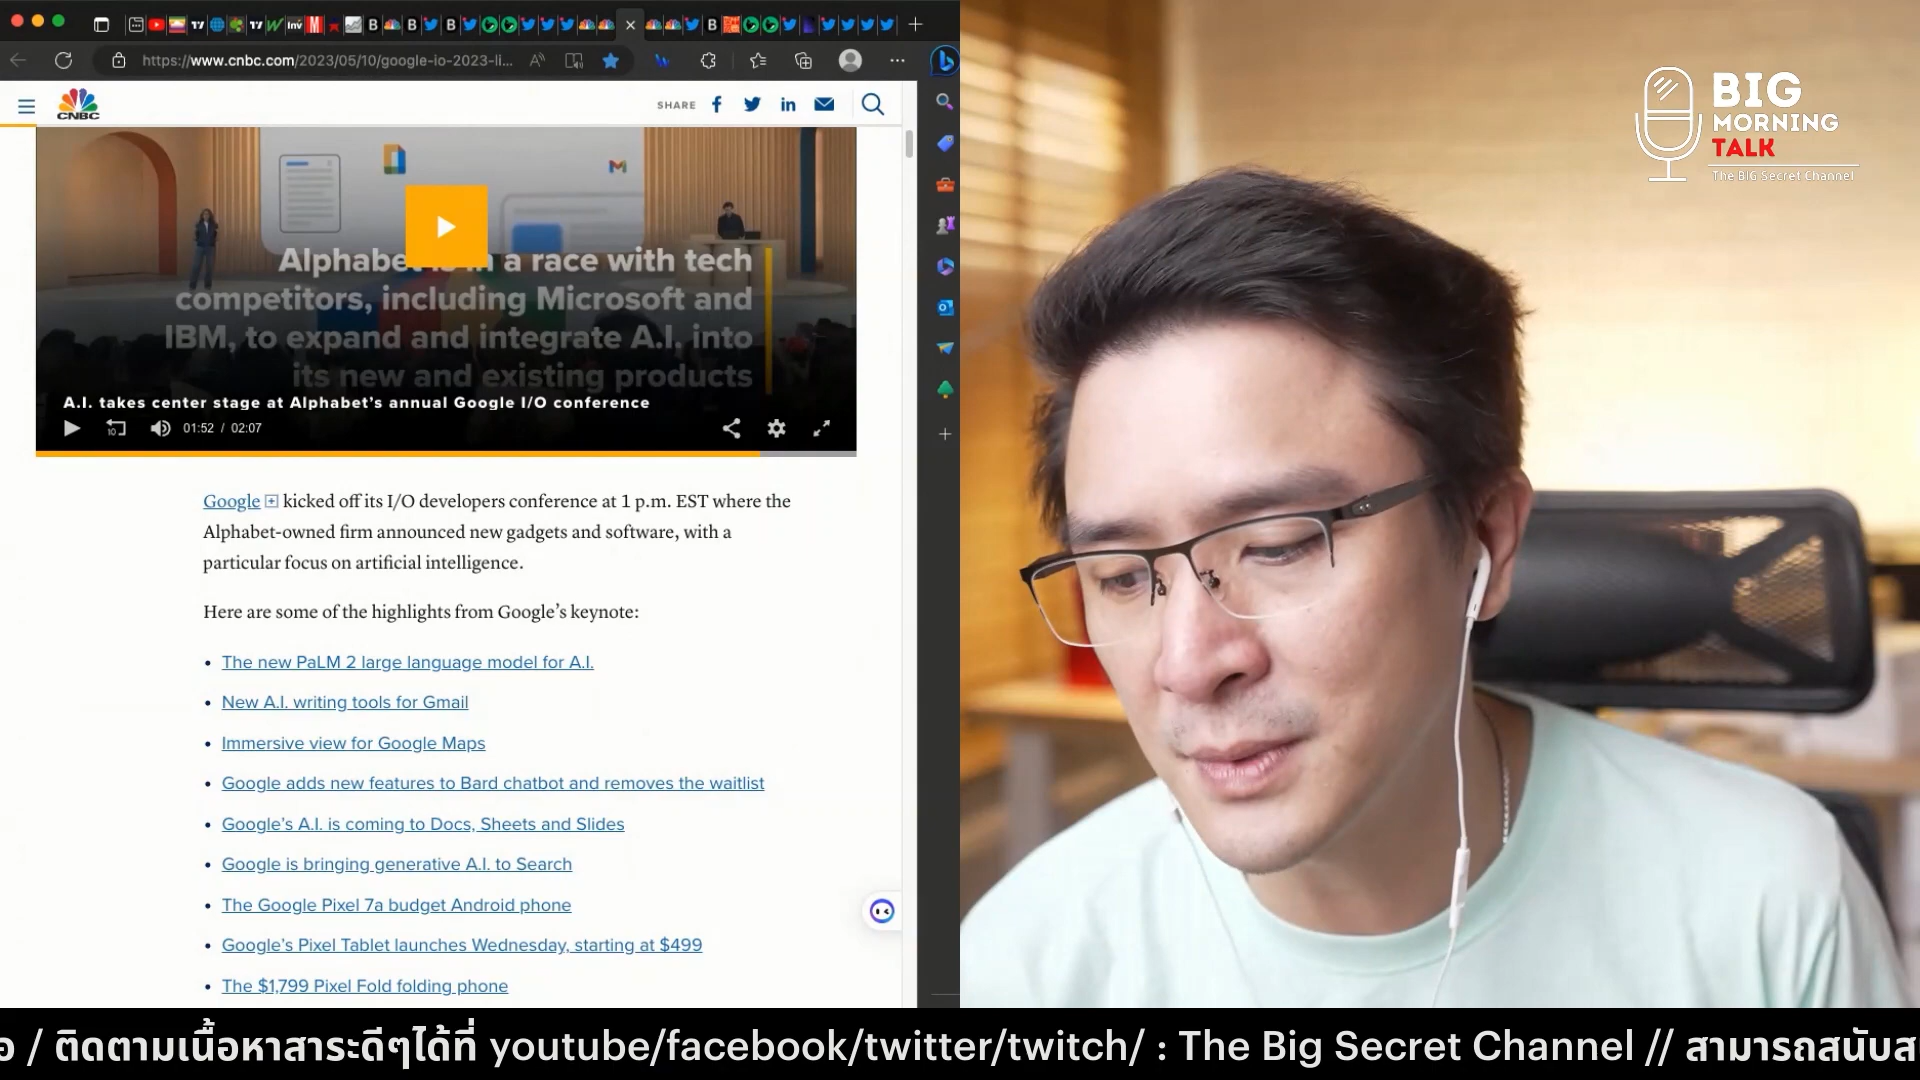 https://www.cnbc.com/2023/05/10/google-io-2023-li...
CNBC
SHARE
Alphabet is in a race with tech
competitors, including Microsoft and
IBM, to expand and integrate A.I. into
its new and existing products
A.I. takes center stage at Alphabet's annual Google I/O conference
01:52 / 02:07
Google kicked off its I/O developers conference at 1 p.m. EST where the
Alphabet-owned firm announced new gadgets and software, with a
particular focus on artificial intelligence.
Here are some of the highlights from Google's keynote:
• The new PaLM 2 large language model for A.I.
• New A.I. writing tools for Gmail
• Immersive view for Google Maps
• Google adds new features to Bard chatbot and removes the waitlist
• Google's A.I. is coming to Docs, Sheets and Slides
• Google is bringing generative A.I. to Search
• The Google Pixel 7a budget Android phone
• Google's Pixel Tablet launches Wednesday, starting at $499
• The $1,799 Pixel Fold folding phone
BIG
MORNING
TALK
The BIG Secret Channel
/ ติดตามเนื้อหาสาระดีๆได้ที่ youtube/facebook/twitter/twitch/ : The Big Secret Channel // สามารถสนับส